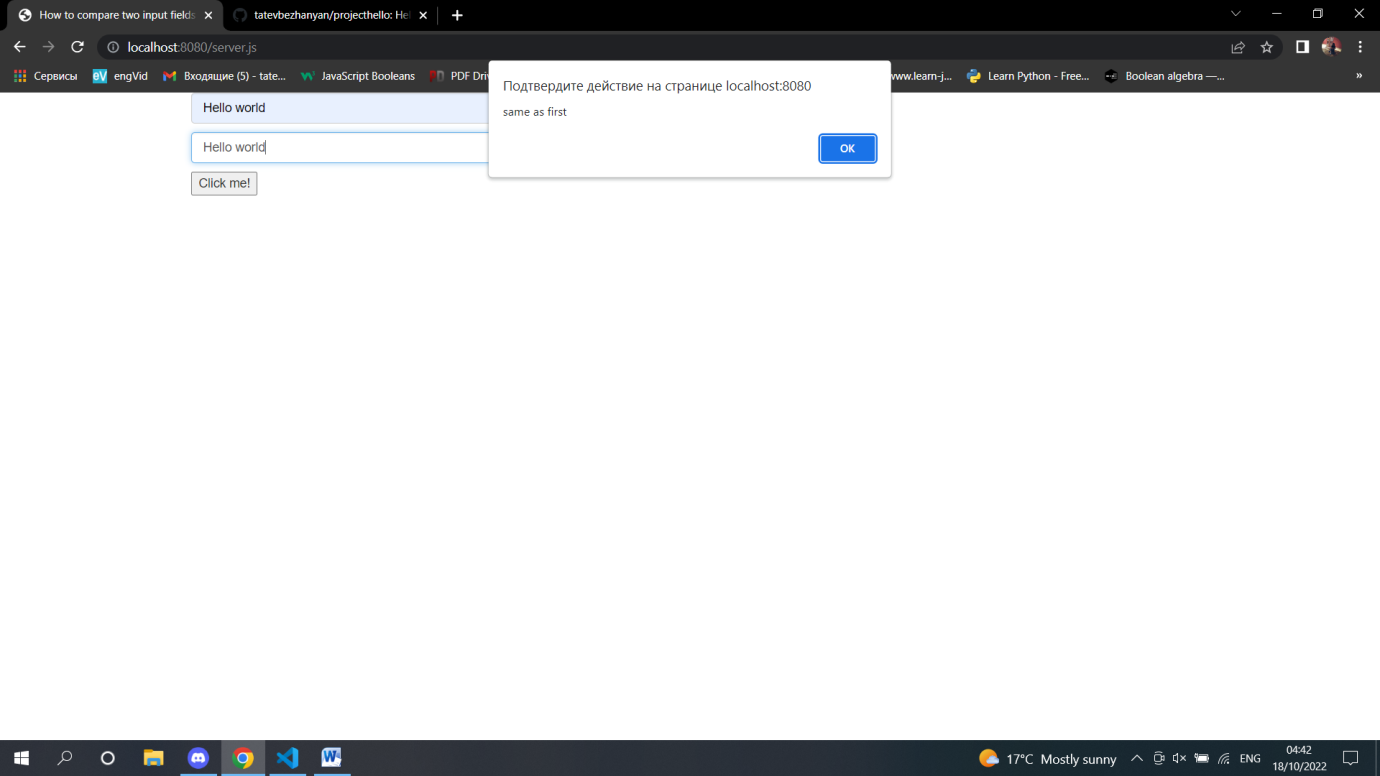 How to compare two input fields
tatevbezhanyan/projecthello: Hel
localhost:8080/server.js
Сервисы
engVid
Входящие (5) - tate...
JavaScript Booleans
PDF Driv
www.learn-j...
Learn Python - Free...
Boolean algebra —...
»
Подтвердите действие на странице localhost:8080
same as first
OK
Hello world
Hello world
Click me!
17°C Mostly sunny
ENG
04:42
18/10/2022